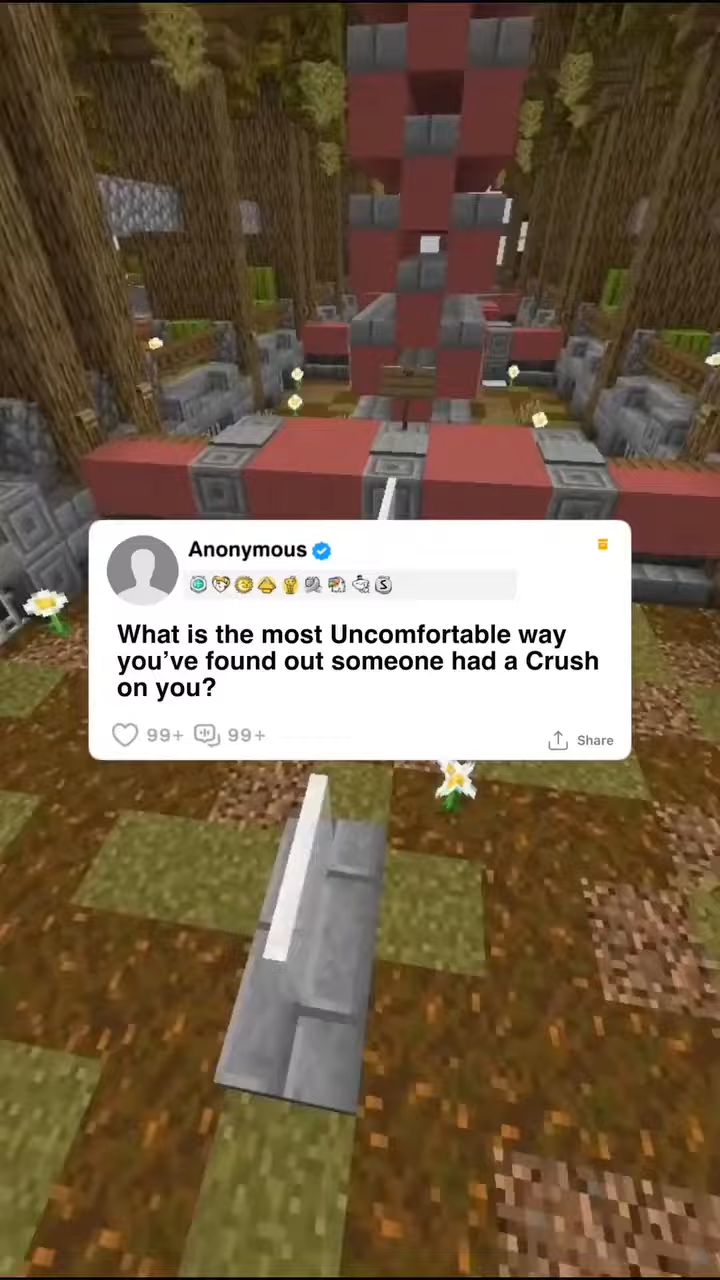 Anonymous
What is the most Uncomfortable way
you’ve found out someone had a Crush
on you?
99+ 99+
Share